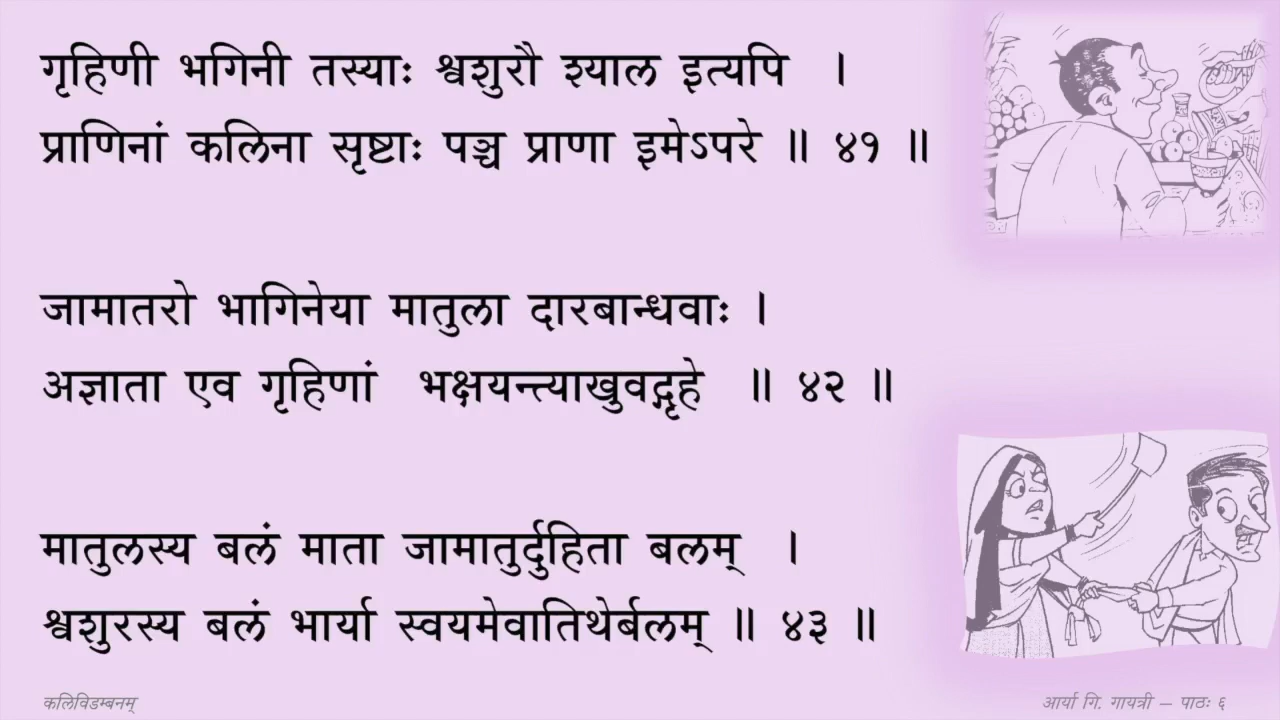 गृहिणी भगिनी तस्याः श्वशुरौ श्याल इत्यपि ।
प्राणिनां कलिना सृष्टाः पञ्च प्राणा इमेऽपरे ॥ ४१ ॥
जामातरो भागिनेया मातुला दारबान्धवाः ।
अज्ञाता एव गृहिणां भक्षयन्त्याखुवद्गृहे ॥ ४२ ॥
मातुलस्य बलं माता जामातुर्दुहिता बलम् ।
श्वशुरस्य बलं भार्या स्वयमेवातिथेर्बलम् ॥ ४३ ॥
कलिविडम्बनम्
आर्या गि. गायत्री – पाठः ६